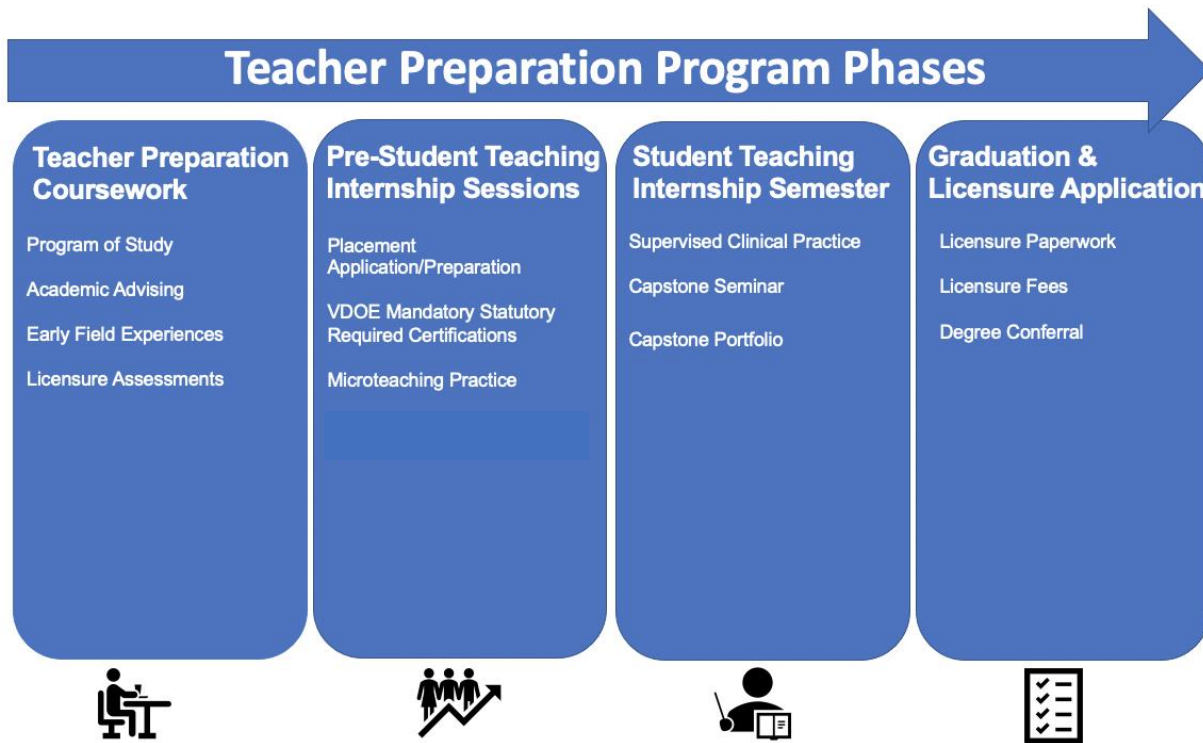 Teacher Preparation Program Phases
Teacher Preparation
Coursework
Program of Study
Academic Advising
Early Field Experiences
Licensure Assessments
Pre-Student Teaching
Internship Sessions
Placement
Application/Preparation
VDOE Mandatory Statutory
Required Certifications
Microteaching Practice
Student Teaching
Internship Semester
Supervised Clinical Practice
Capstone Seminar
Capstone Portfolio
Graduation &
Licensure Application
Licensure Paperwork
Licensure Fees
Degree Conferral